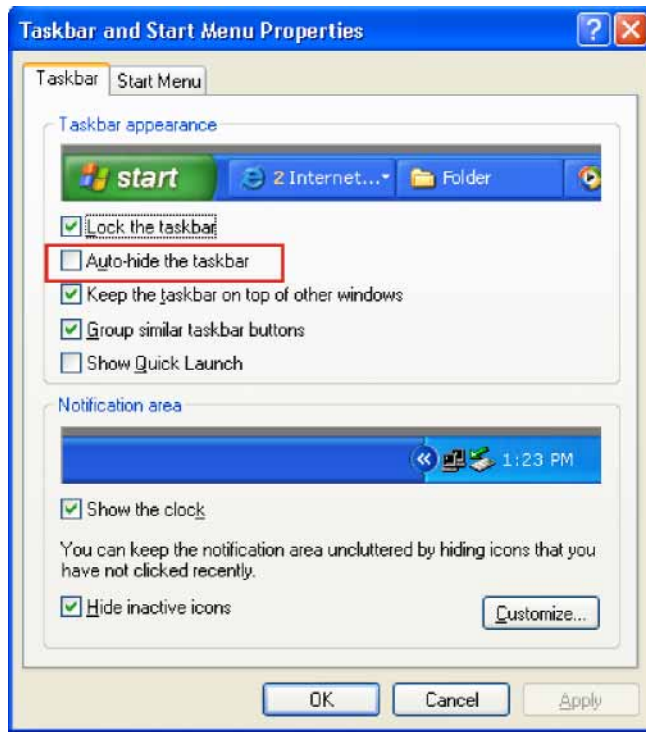 Taskbar and Start Menu Properties
Taskbar
Start Menu
Taskbar appearance
start
2 Internet...
Folder
Lock the taskbar
Auto-hide the taskbar
Keep the taskbar on top of other windows
Group similar taskbar buttons
Show Quick Launch
Notification area
1:23 PM
Show the clock
You can keep the notification area uncluttered by hiding icons that you
have not clicked recently.
Hide inactive icons
Customize...
OK
Cancel
Apply